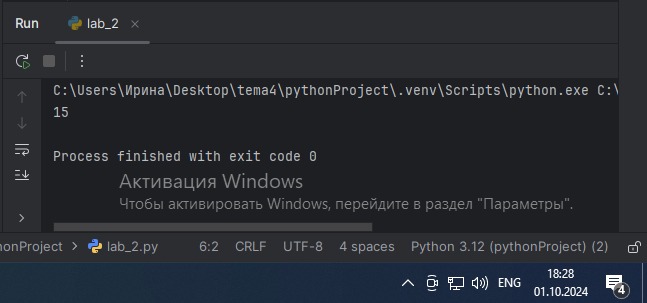 Run lab_2
C:\Users\Ирина\Desktop\tema4\pythonProject\.venv\Scripts\python.exe C:\
15
Process finished with exit code 0
Активация Windows
Чтобы активировать Windows, перейдите в раздел "Параметры".
honProject > lab_2.py 6:2 CRLF UTF-8 4 spaces Python 3.12 (pythonProject) (2)
ENG 18:28
01.10.2024 4